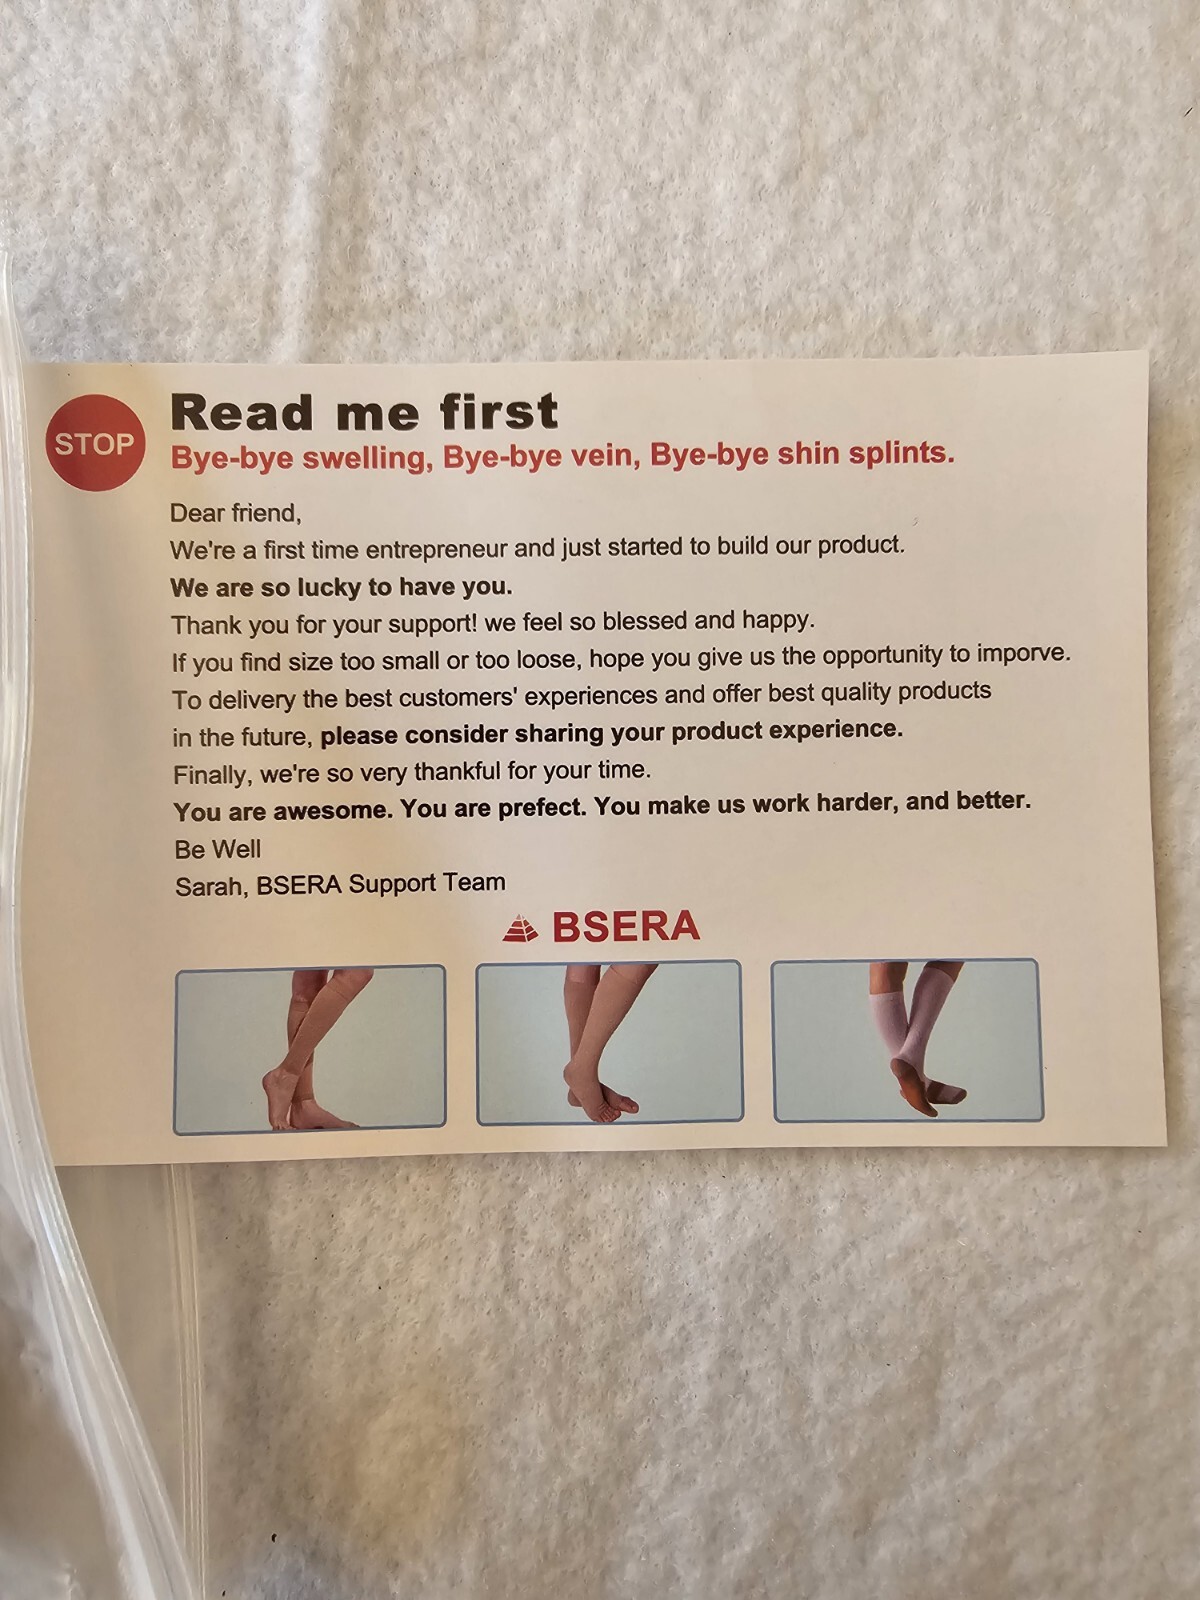 STOP
Read me first
Bye-bye swelling, Bye-bye vein, Bye-bye shin splints.
Dear friend,
We're a first time entrepreneur and just started to build our product.
We are so lucky to have you.
Thank you for your support! we feel so blessed and happy.
If you find size too small or too loose, hope you give us the opportunity to imporve.
To delivery the best customers' experiences and offer best quality products
in the future, please consider sharing your product experience.
Finally, we're so very thankful for your time.
You are awesome. You are prefect. You make us work harder, and better.
Be Well
Sarah, BSERA Support Team
BSERA